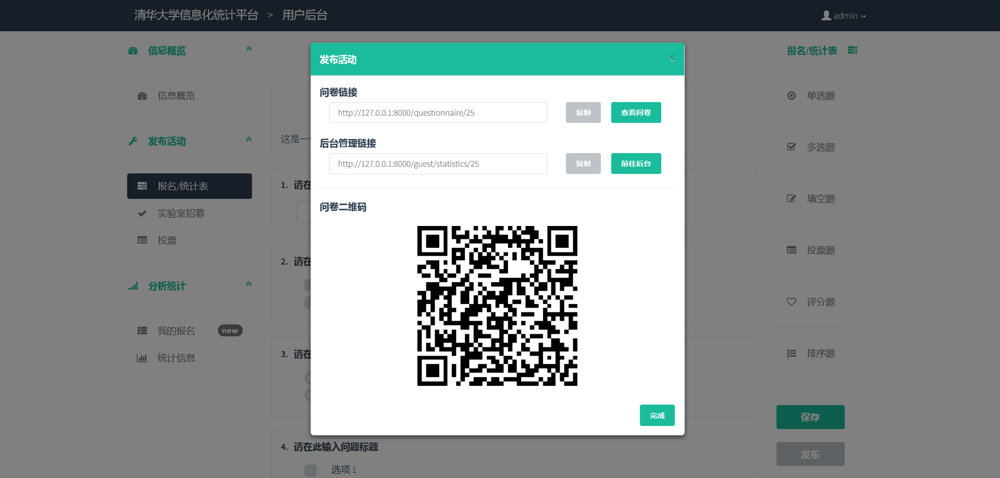 清华大学信息化统计平台 > 用户后台
admin
信息概览
信息概览
发布活动
报名/统计表
实验室招募
投票
分析统计
我的报名 new
统计信息
这是一
1. 请在
2. 请在
3. 请在
4. 请在此输入问题标题
选项 1
发布活动
×
问卷链接
http://127.0.0.1:8000/questionnaire/25
复制
查看问卷
后台管理链接
http://127.0.0.1:8000/guest/statistics/25
复制
前往后台
问卷二维码
完成
报名/统计表
单选题
多选题
填空题
投票题
评分题
排序题
保存
发布